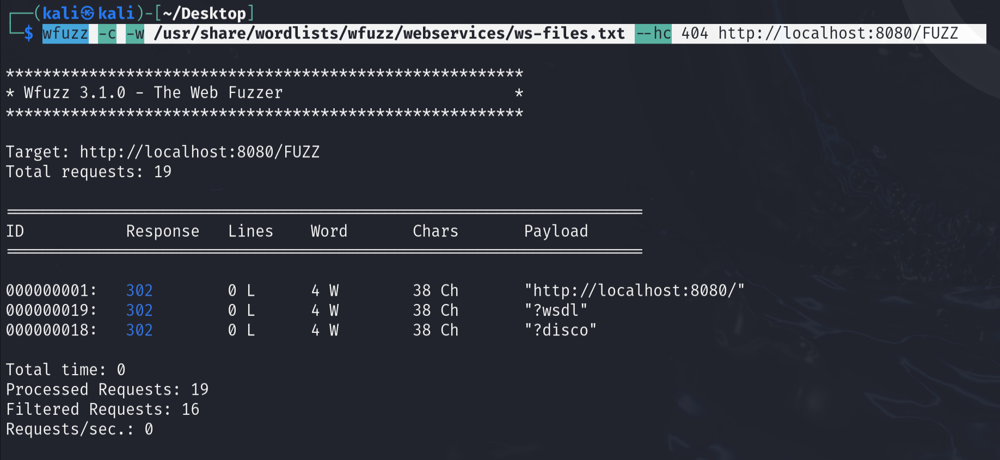 ┌──(kali㉿kali)-[~/Desktop]
└─$ wfuzz -c -w /usr/share/wordlists/wfuzz/webservices/ws-files.txt --hc 404 http://localhost:8080/FUZZ
********************************************************
* Wfuzz 3.1.0 - The Web Fuzzer                         *
********************************************************
Target: http://localhost:8080/FUZZ
Total requests: 19
=====================================================================
ID           Response   Lines    Word       Chars       Payload
=====================================================================
000000001:   302        0 L      4 W        38 Ch       "http://localhost:8080/"
000000019:   302        0 L      4 W        38 Ch       "?wsdl"
000000018:   302        0 L      4 W        38 Ch       "?disco"
Total time: 0
Processed Requests: 19
Filtered Requests: 16
Requests/sec.: 0